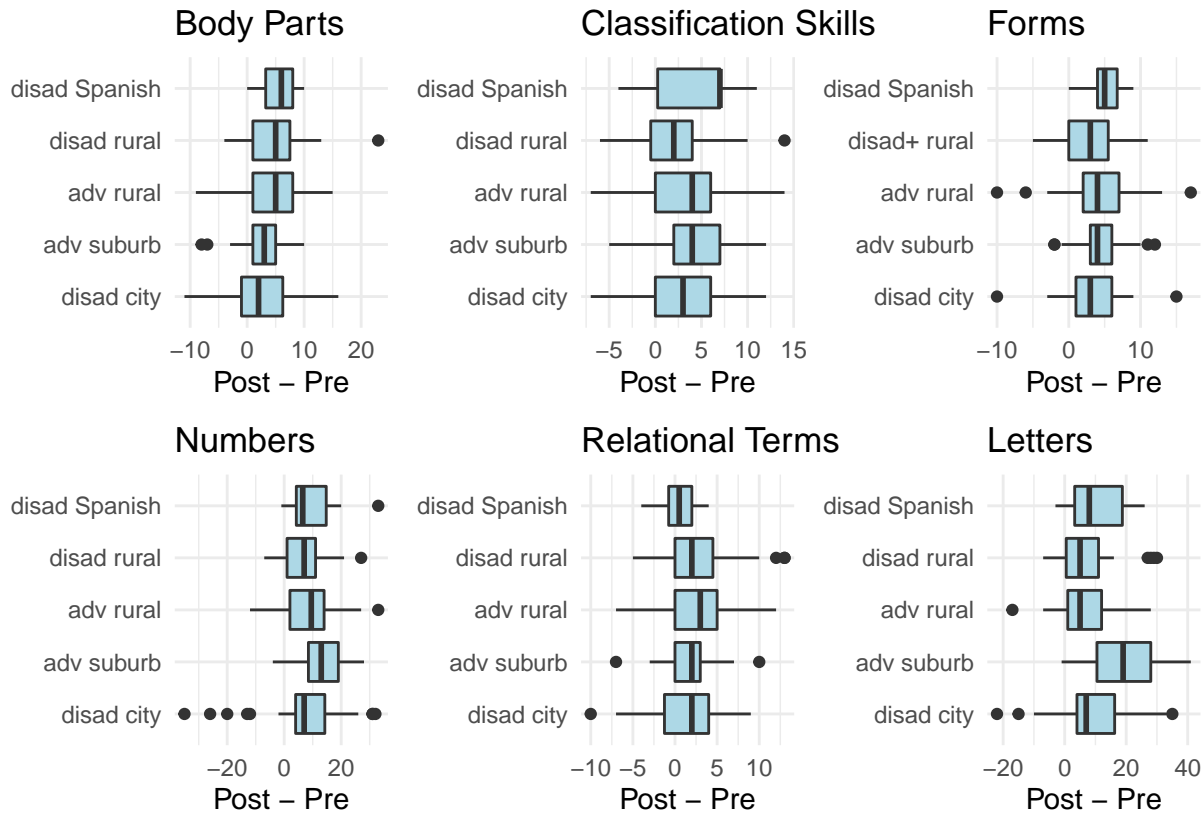 Body Parts
disad Spanish
disad rural
adv rural
adv suburb
disad city
−10 0 10 20
Post − Pre
Classification Skills
disad Spanish
disad rural
adv rural
adv suburb
disad city
−5 0 5 10 15
Post − Pre
Forms
disad Spanish
disad+ rural
adv rural
adv suburb
disad city
−10 0 10
Post − Pre
Numbers
disad Spanish
disad rural
adv rural
adv suburb
disad city
−20 0 20
Post − Pre
Relational Terms
disad Spanish
disad rural
adv rural
adv suburb
disad city
−10 −5 0 5 10
Post − Pre
Letters
disad Spanish
disad rural
adv rural
adv suburb
disad city
−20 0 20 40
Post − Pre